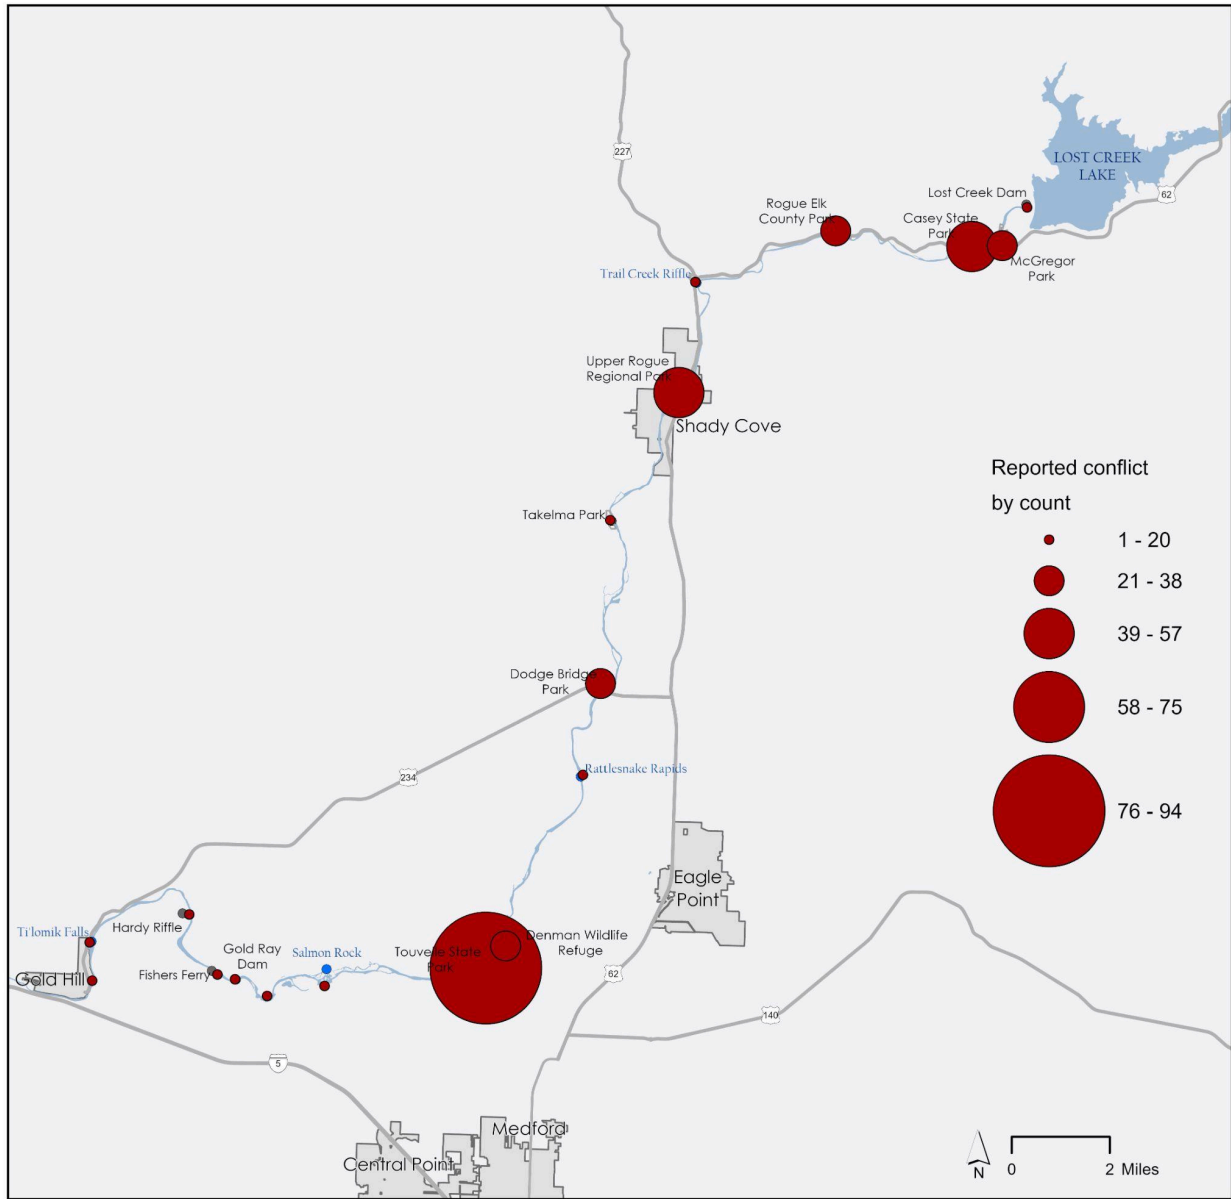 227
LOST CREEK
LAKE
62
Lost Creek Dam
Rogue Elk
County Park
Casey State
Park
McGregor
Park
Trail Creek Riffle
Upper Rogue
Regional Park
Shady Cove
Reported conflict
by count
1 - 20
21 - 38
39 - 57
58 - 75
76 - 94
Takelma Park
Dodge Bridge
Park
234
Rattlesnake Rapids
Eagle
Point
Hardy Riffle
Ti'lomik Falls
Gold Ray
Dam
Salmon Rock
Touvelle State
Park
Denman Wildlife
Refuge
Fishers Ferry
Gold Hill
62
140
5
Medford
Central Point
N
0 2 Miles